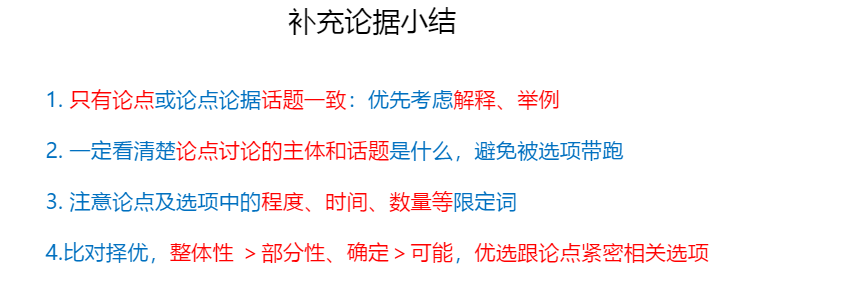 补充论据小结
1. 只有论点或论点论据话题一致：优先考虑解释、举例
2. 一定看清楚论点讨论的主体和话题是什么，避免被选项带跑
3. 注意论点及选项中的程度、时间、数量等限定词
4.比对择优，整体性 ＞部分性、确定＞可能，优选跟论点紧密相关选项